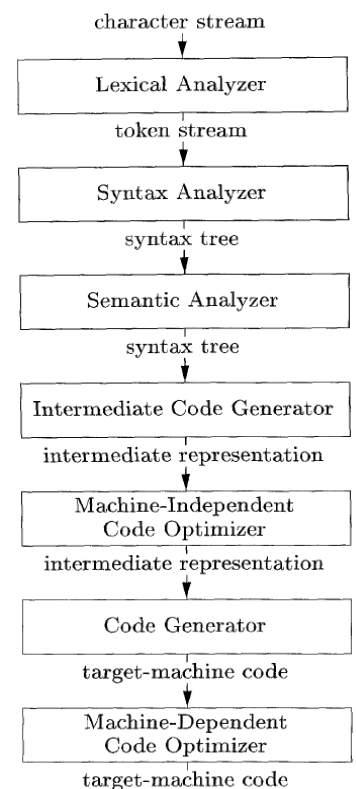 character stream
Lexical Analyzer
token stream
Syntax Analyzer
syntax tree
Semantic Analyzer
syntax tree
Intermediate Code Generator
intermediate representation
Machine-Independent
Code Optimizer
intermediate representation
Code Generator
target-machine code
Machine-Dependent
Code Optimizer
target-machine code